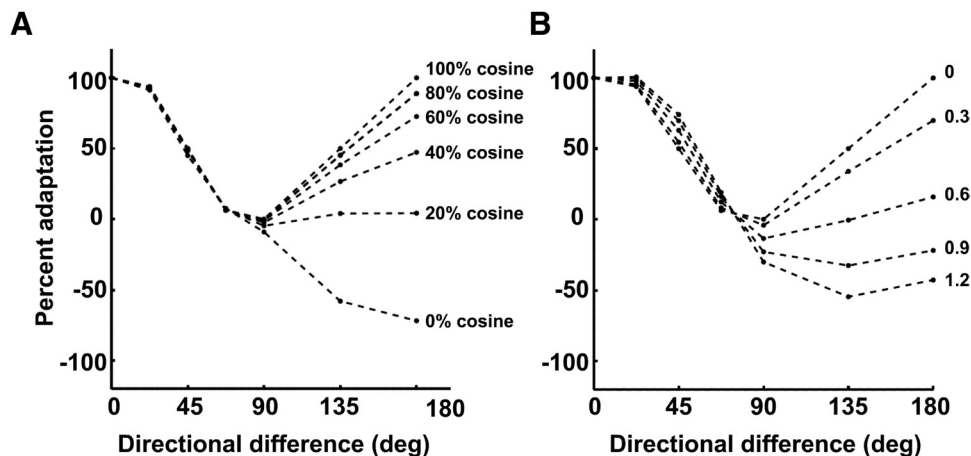 A
B
Percent adaptation
100
50
0
-50
-100
0
45
90
135
180
Directional difference (deg)
100% cosine
80% cosine
60% cosine
40% cosine
20% cosine
0% cosine
100
50
0
-50
-100
0
45
90
135
180
Directional difference (deg)
0
0.3
0.6
0.9
1.2